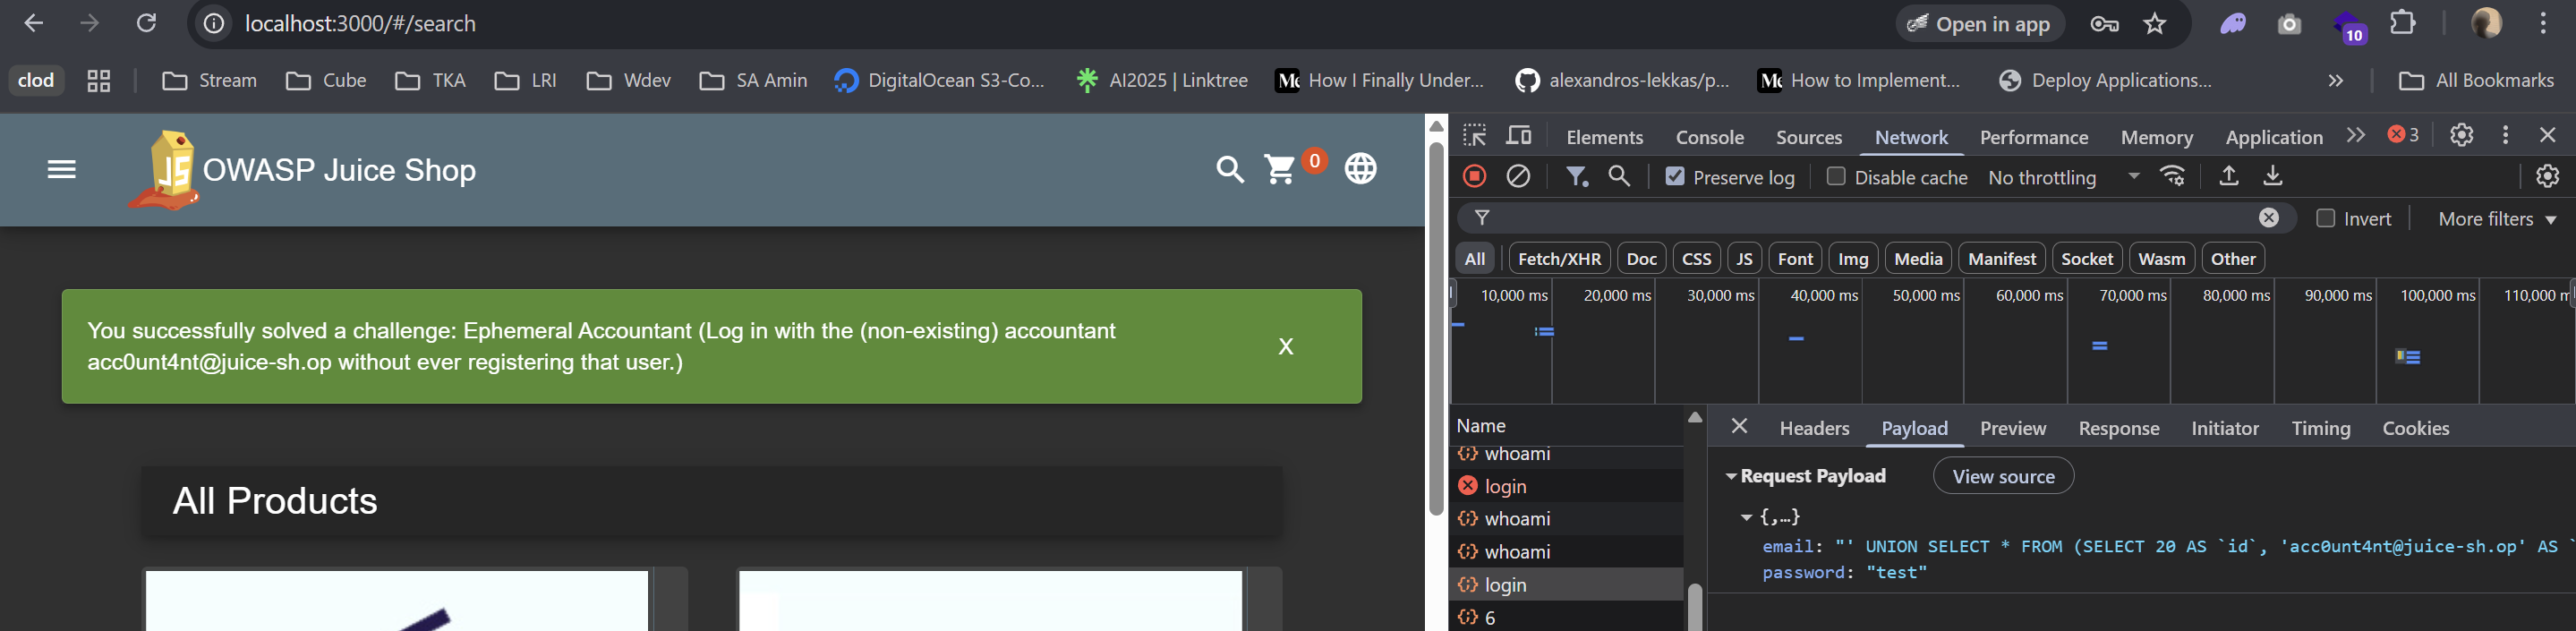 localhost:3000/#/search
Open in app
10
clod
Stream
Cube
TKA
LRI
Wdev
SA Amin
DigitalOcean S3-Co...
AI2025 | Linktree
How I Finally Under...
alexandros-lekkas/p...
How to Implement...
Deploy Applications...
»
All Bookmarks
JS
OWASP Juice Shop
0
You successfully solved a challenge: Ephemeral Accountant (Log in with the (non-existing) accountant
acc0unt4nt@juice-sh.op without ever registering that user.)
X
All Products
Elements
Console
Sources
Network
Performance
Memory
Application
3
Preserve log
Disable cache
No throttling
Invert
More filters
All
Fetch/XHR
Doc
CSS
JS
Font
Img
Media
Manifest
Socket
Wasm
Other
10,000 ms
20,000 ms
30,000 ms
40,000 ms
50,000 ms
60,000 ms
70,000 ms
80,000 ms
90,000 ms
100,000 ms
110,000 m
Name
whoami
login
whoami
whoami
login
6
Headers
Payload
Preview
Response
Initiator
Timing
Cookies
Request Payload
View source
{,…}
email: "' UNION SELECT * FROM (SELECT 20 AS `id`, 'acc0unt4nt@juice-sh.op' AS `
password: "test"